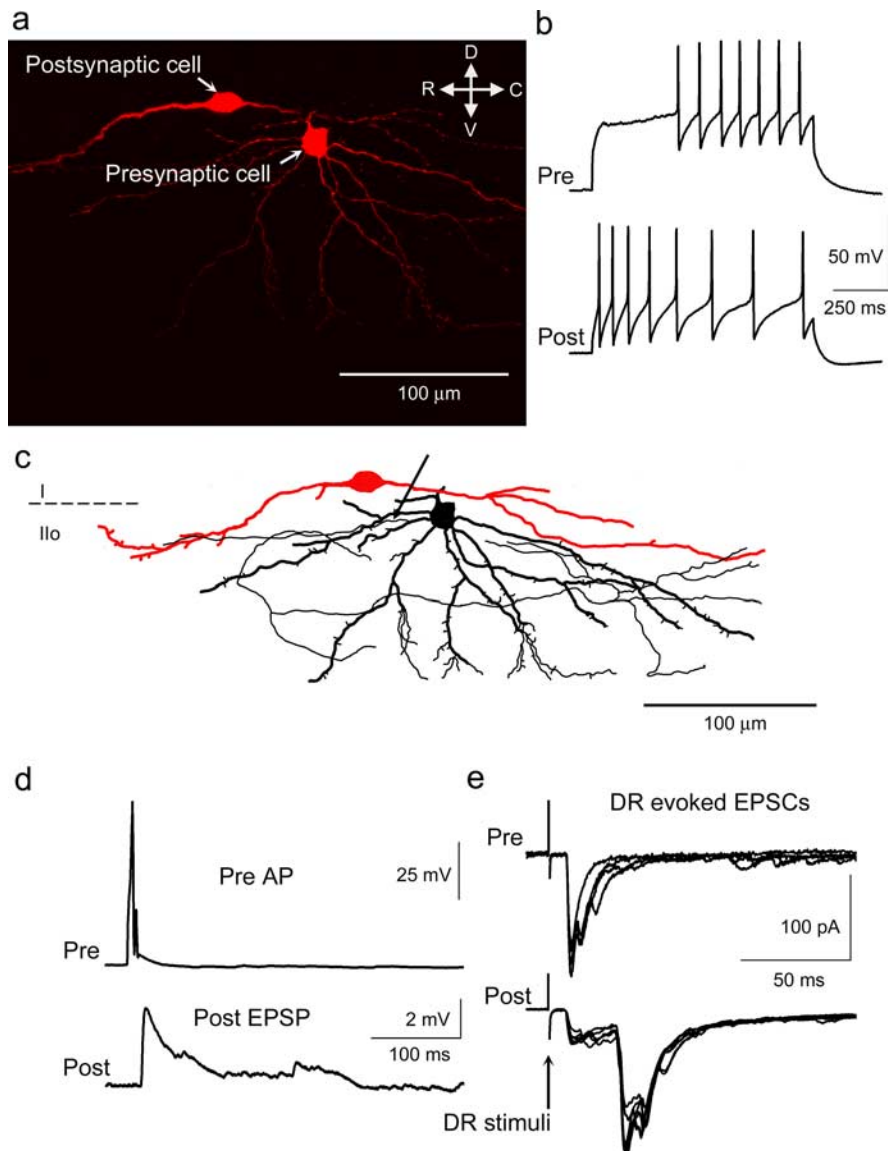 a
Postsynaptic cell
D
R C
V
Presynaptic cell
100 μm
b
Pre
50 mV
250 ms
Post
c
I
IIo
100 μm
d
Pre AP
25 mV
Pre
Post EPSP
2 mV
100 ms
Post
e
DR evoked EPSCs
Pre
100 pA
50 ms
Post
DR stimuli